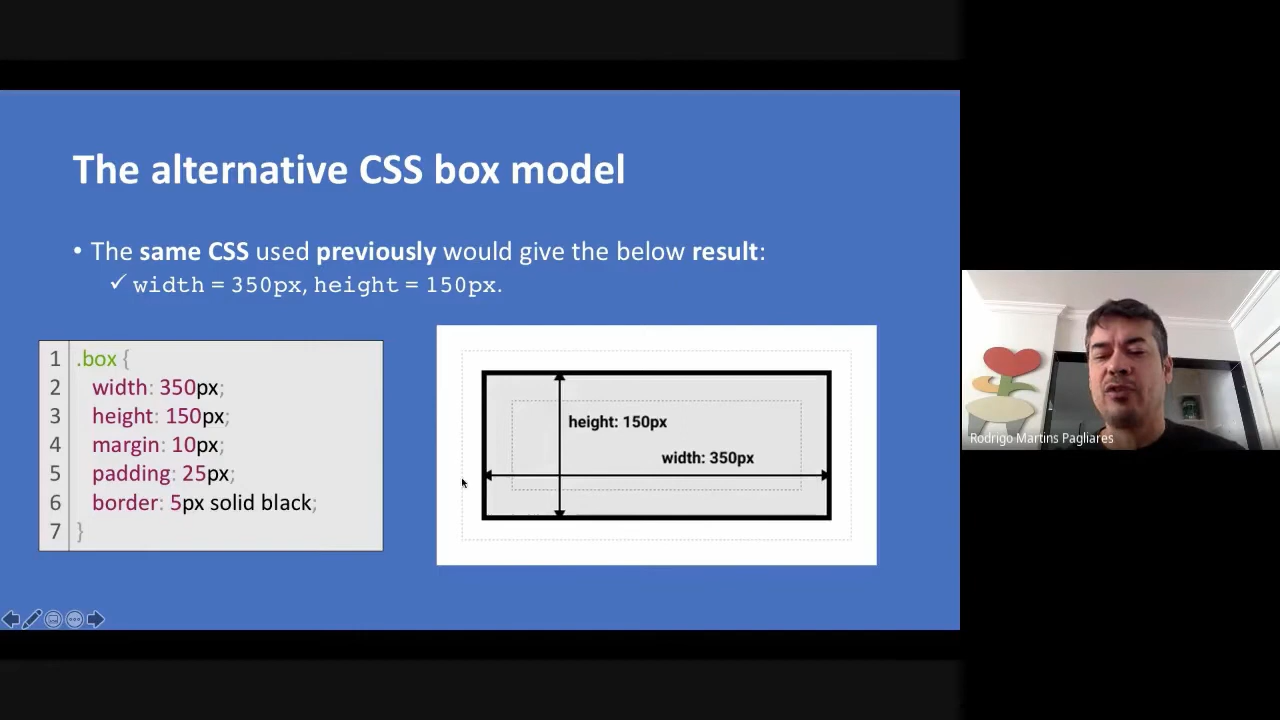 The alternative CSS box model
• The same CSS used previously would give the below result:
✓ width = 350px, height = 150px.
1 .box {
2 width: 350px;
3 height: 150px;
4 margin: 10px;
5 padding: 25px;
6 border: 5px solid black;
7 }
height: 150px
width: 350px
Rodrigo Martins Pagliares